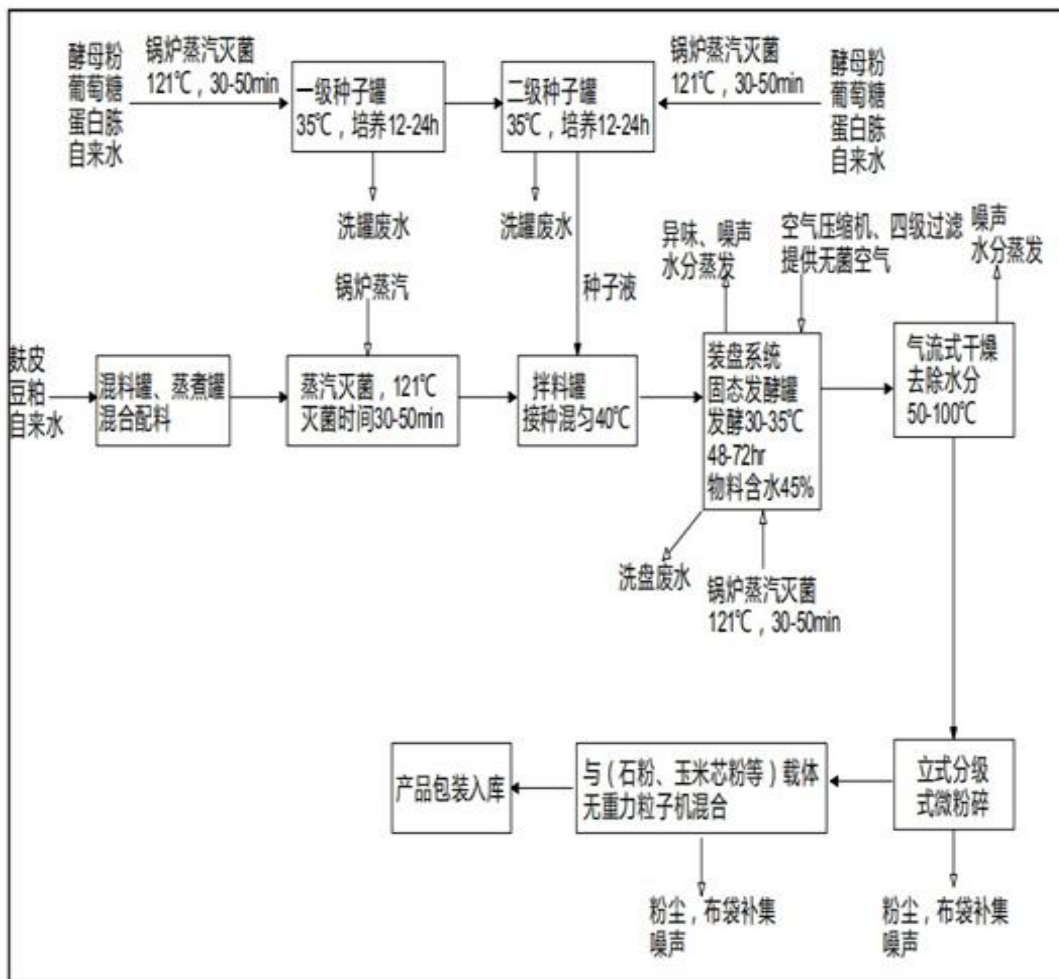 酵母粉
葡萄糖
蛋白胨
自来水
锅炉蒸汽灭菌
121℃，30-50min
一级种子罐
35℃，培养12-24h
二级种子罐
35℃，培养12-24h
锅炉蒸汽灭菌
121℃，30-50min
酵母粉
葡萄糖
蛋白胨
自来水
洗罐废水
洗罐废水
异味、噪声
水分蒸发
空气压缩机、四级过滤
提供无菌空气
噪声
水分蒸发
锅炉蒸汽
种子液
麸皮
豆粕
自来水
混料罐、蒸煮罐
混合配料
蒸汽灭菌，121℃
灭菌时间30-50min
拌料罐
接种混匀40℃
装盘系统
固态发酵罐
发酵30-35℃
48-72hr
物料含水45%
气流式干燥
去除水分
50-100℃
洗盘废水
锅炉蒸汽灭菌
121℃，30-50min
产品包装入库
与（石粉、玉米芯粉等）载体
无重力粒子机混合
立式分级
式微粉碎
粉尘，布袋补集
噪声
粉尘，布袋补集
噪声